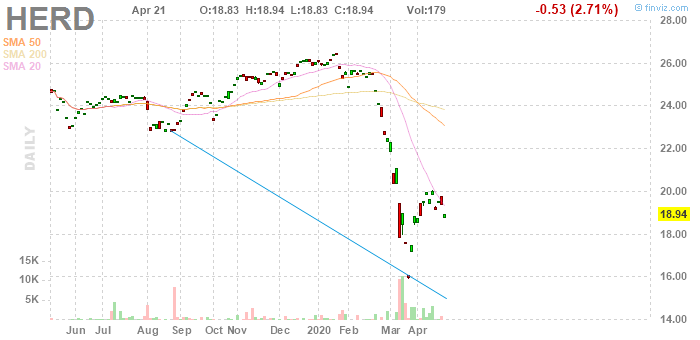 HERD Apr 21 O:18.83 H:18.94 L:18.83 C:18.94 Vol:179 © finviz.com -0.53 (2.71%)
SMA 50
SMA 200
SMA 20
DAILY
28.00
26.00
24.00
22.00
20.00
18.94
18.00
16.00
14.00
15K
10K
5K
Jun Jul Aug Sep Oct Nov Dec 2020 Feb Mar Apr